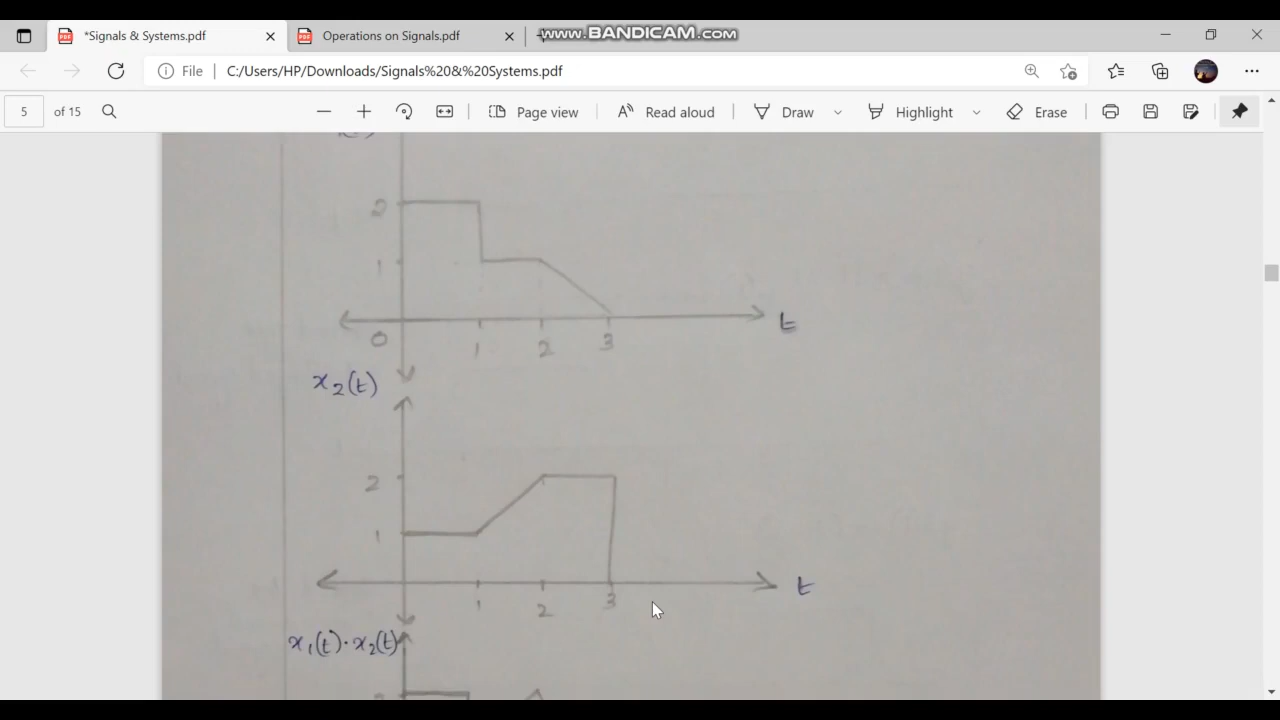 www.BANDICAM.com
*Signals & Systems.pdf
Operations on Signals.pdf
File C:/Users/HP/Downloads/Signals%20&%20Systems.pdf
5 of 15 Page view Read aloud Draw Highlight Erase
2
1
t
0 1 2 3
x2(t)
2
1
t
1 2 3
x1(t)·x2(t)